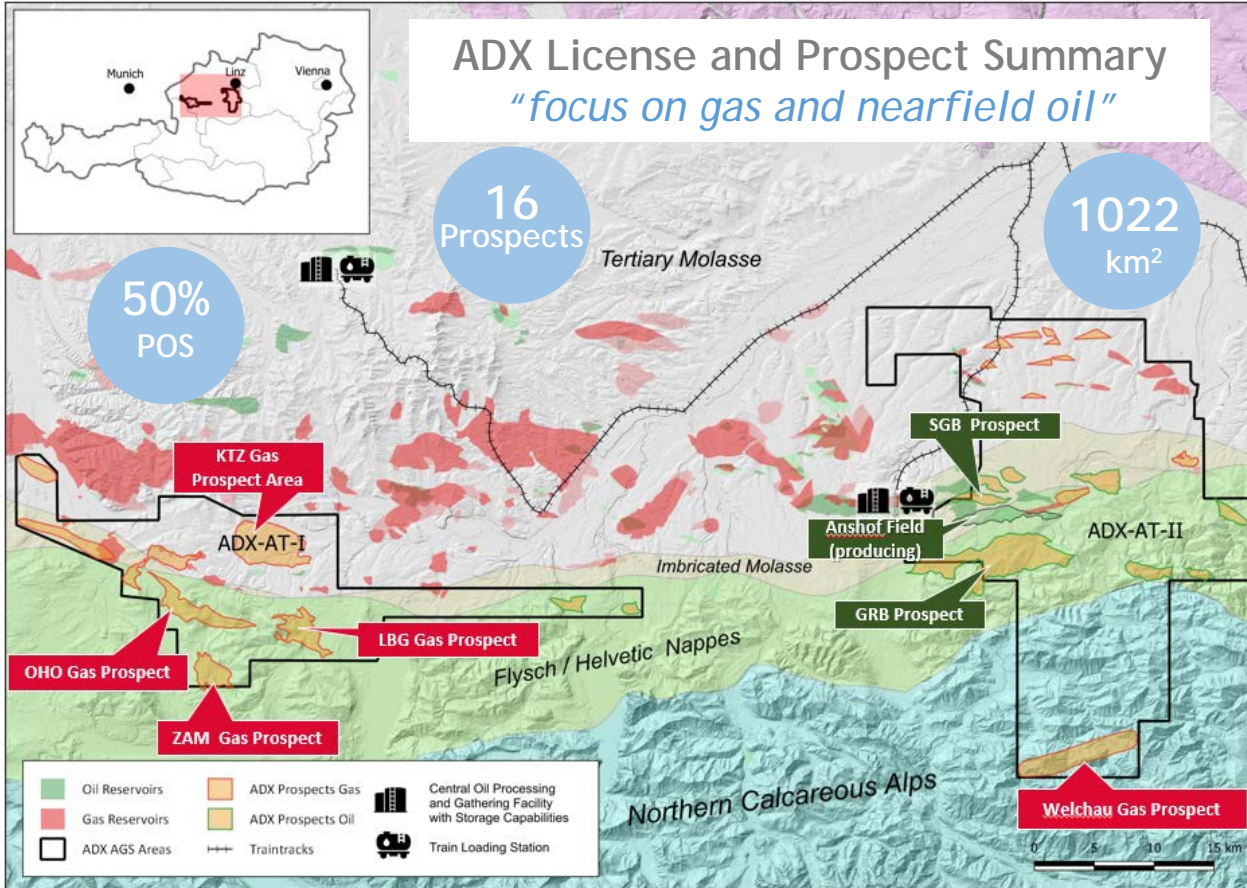 ADX License and Prospect Summary
“focus on gas and nearfield oil”
Munich
Linz
Vienna
16
Prospects
1022
km²
50%
POS
Tertiary Molasse
SGB Prospect
KTZ Gas
Prospect Area
ADX-AT-I
Anshof Field
(producing)
ADX-AT-II
Imbricated Molasse
GRB Prospect
LBG Gas Prospect
OHO Gas Prospect
Flysch / Helvetic Nappes
ZAM Gas Prospect
Northern Calcareous Alps
Welchau Gas Prospect
Oil Reservoirs
Gas Reservoirs
ADX AGS Areas
ADX Prospects Gas
ADX Prospects Oil
Traintracks
Central Oil Processing
and Gathering Facility
with Storage Capabilities
Train Loading Station
0 5 10 15 km